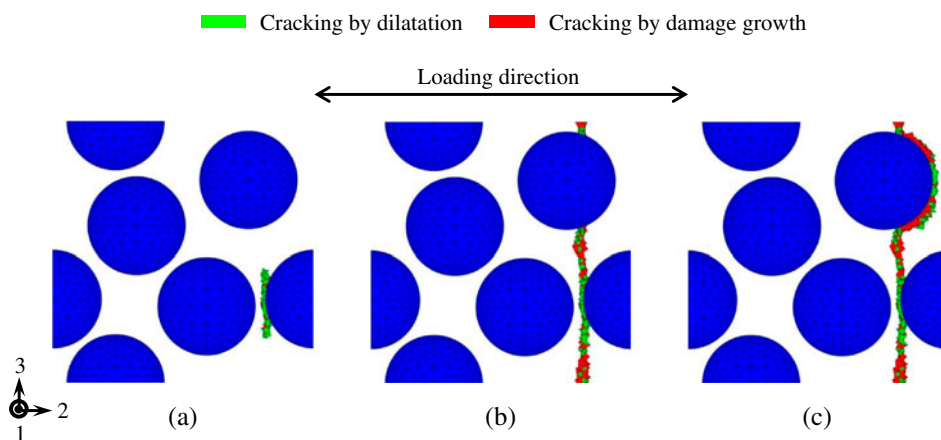 Cracking by dilatation
Cracking by damage growth
Loading direction
3
2
1
(a)
(b)
(c)